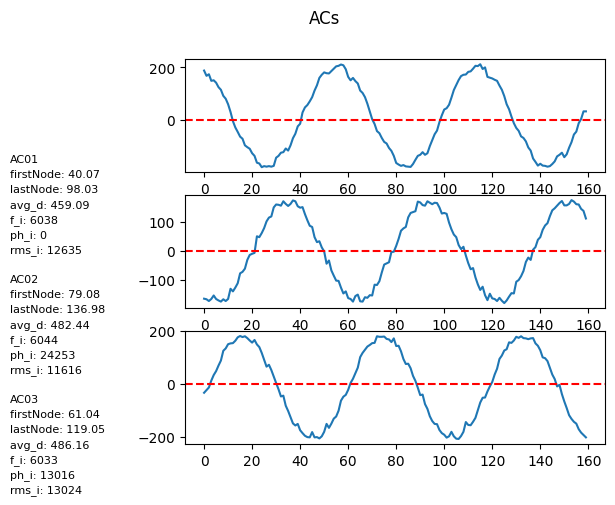 ACs
200
0
0 20 40 60 80 100 120 140 160
100
0
−100
0 20 40 60 80 100 120 140 160
200
0
−200
0 20 40 60 80 100 120 140 160
AC01
firstNode: 40.07
lastNode: 98.03
avg_d: 459.09
f_i: 6038
ph_i: 0
rms_i: 12635
AC02
firstNode: 79.08
lastNode: 136.98
avg_d: 482.44
f_i: 6044
ph_i: 24253
rms_i: 11616
AC03
firstNode: 61.04
lastNode: 119.05
avg_d: 486.16
f_i: 6033
ph_i: 13016
rms_i: 13024